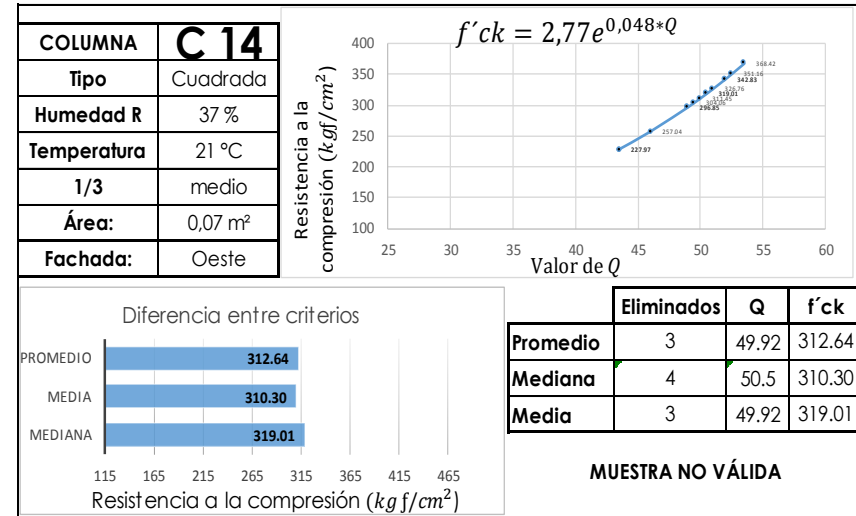 COLUMNA C 14
Tipo Cuadrada
Humedad R 37 %
Temperatura 21 °C
1/3 medio
Área: 0,07 m²
Fachada: Oeste
f´ck = 2,77e^{0,048*Q}
Resistencia a la
compresión (kgf/cm²)
400
350
300
250
200
150
100
25 30 35 40 45 50 55 60
Valor de Q
368.42
351.16
342.83
326.76
319.01
311.45
304.06
296.85
257.04
227.97
Diferencia entre criterios
PROMEDIO 312.64
MEDIA 310.30
MEDIANA 319.01
115 165 215 265 315 365 415 465
Resistencia a la compresión (kg f/cm²)
Eliminados Q f´ck
Promedio 3 49.92 312.64
Mediana 4 50.5 310.30
Media 3 49.92 319.01
MUESTRA NO VÁLIDA